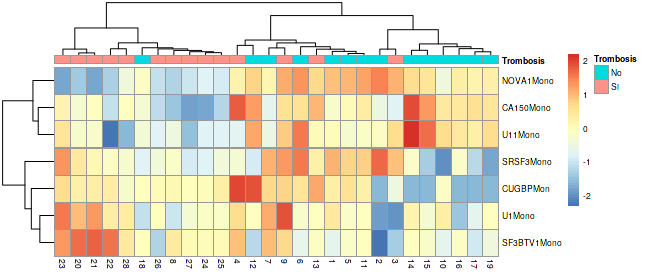 Trombosis
NOVA1Mono
CA150Mono
U11Mono
SRSF3Mono
CUGBPMon
U1Mono
SF3BTV1Mono
23 20 21 22 28 18 26 8 27 24 25 4 12 7 9 6 13 1 5 11 2 3 14 15 10 16 17 19
2
1
0
-1
-2
Trombosis
No
SI